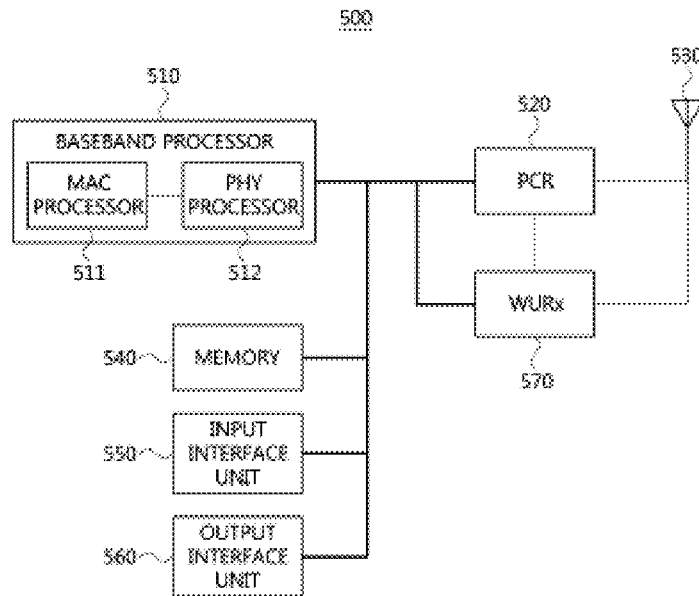 500
510
BASEBAND PROCESSOR
MAC
PROCESSOR
PHY
PROCESSOR
511
512
520
PCR
530
WURx
570
540
MEMORY
550
INPUT
INTERFACE
UNIT
560
OUTPUT
INTERFACE
UNIT